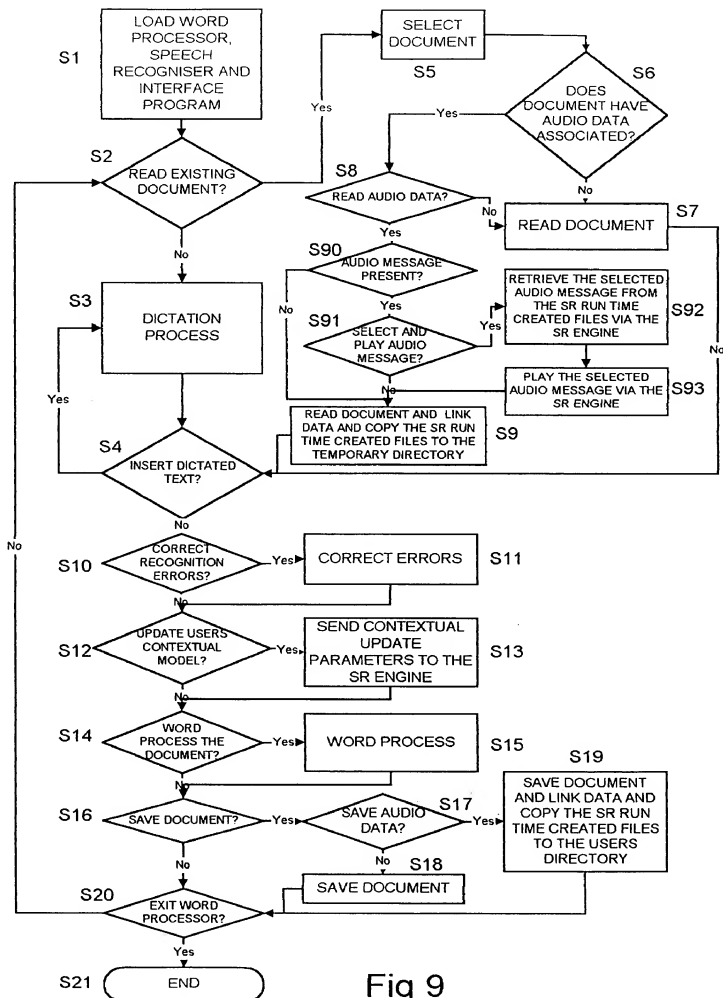 S1
LOAD WORD
PROCESSOR,
SPEECH
RECOGNISER AND
INTERFACE
PROGRAM
Yes
SELECT
DOCUMENT
S5
S6
DOES
DOCUMENT HAVE
AUDIO DATA
ASSOCIATED?
Yes
No
S2
READ EXISTING
DOCUMENT?
No
S8
READ AUDIO DATA?
No
Yes
S7
READ DOCUMENT
S90
AUDIO MESSAGE
PRESENT?
No
Yes
S91
SELECT AND
PLAY AUDIO
MESSAGE?
Yes
No
RETRIEVE THE SELECTED
AUDIO MESSAGE FROM
THE SR RUN TIME
CREATED FILES VIA THE
SR ENGINE
S92
No
PLAY THE SELECTED
AUDIO MESSAGE VIA THE
SR ENGINE
S93
S3
DICTATION
PROCESS
Yes
READ DOCUMENT AND LINK
DATA AND COPY THE SR RUN
TIME CREATED FILES TO THE
TEMPORARY DIRECTORY
S9
S4
INSERT DICTATED
TEXT?
No
No
S10
CORRECT
RECOGNITION
ERRORS?
Yes
No
CORRECT ERRORS
S11
S12
UPDATE USERS
CONTEXTUAL
MODEL?
Yes
No
SEND CONTEXTUAL
UPDATE
PARAMETERS TO THE
SR ENGINE
S13
S14
WORD
PROCESS THE
DOCUMENT?
Yes
No
WORD PROCESS
S15
S16
SAVE DOCUMENT?
Yes
No
S17
SAVE AUDIO
DATA?
Yes
No
S19
SAVE DOCUMENT
AND LINK DATA AND
COPY THE SR RUN
TIME CREATED FILES
TO THE USERS
DIRECTORY
S18
SAVE DOCUMENT
S20
EXIT WORD
PROCESSOR?
Yes
S21
END
Fig 9